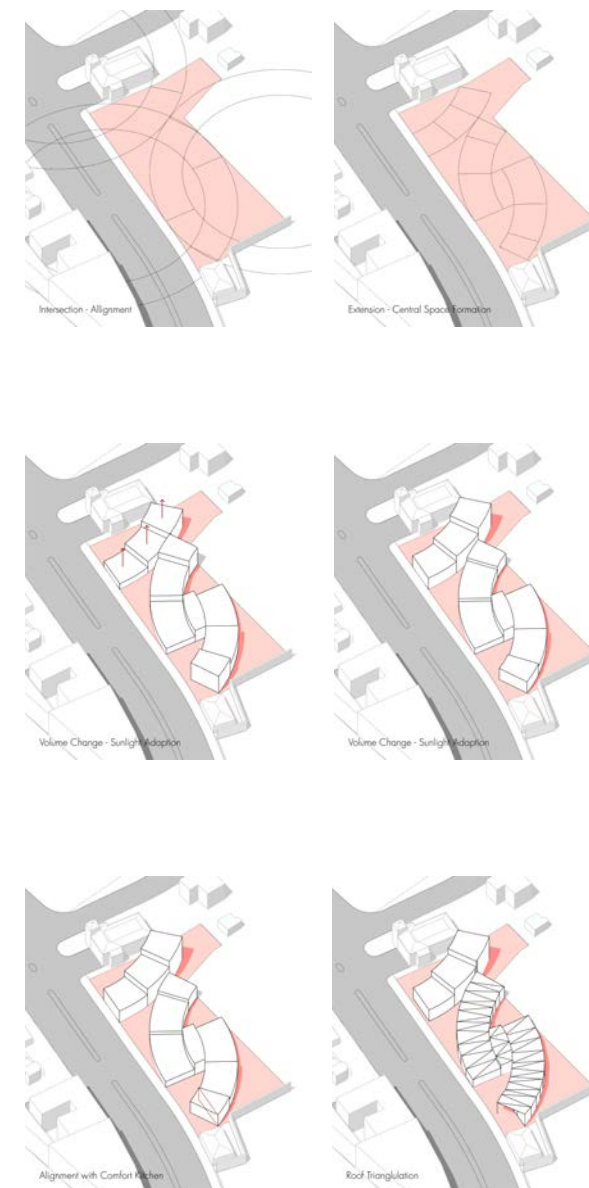 Intersection - Allignment
Extension - Central Space Formation
Volume Change - Sunlight Adaption
Volume Change - Sunlight Adaption
Alignment with Comfort Kitchen
Roof Trianglulation